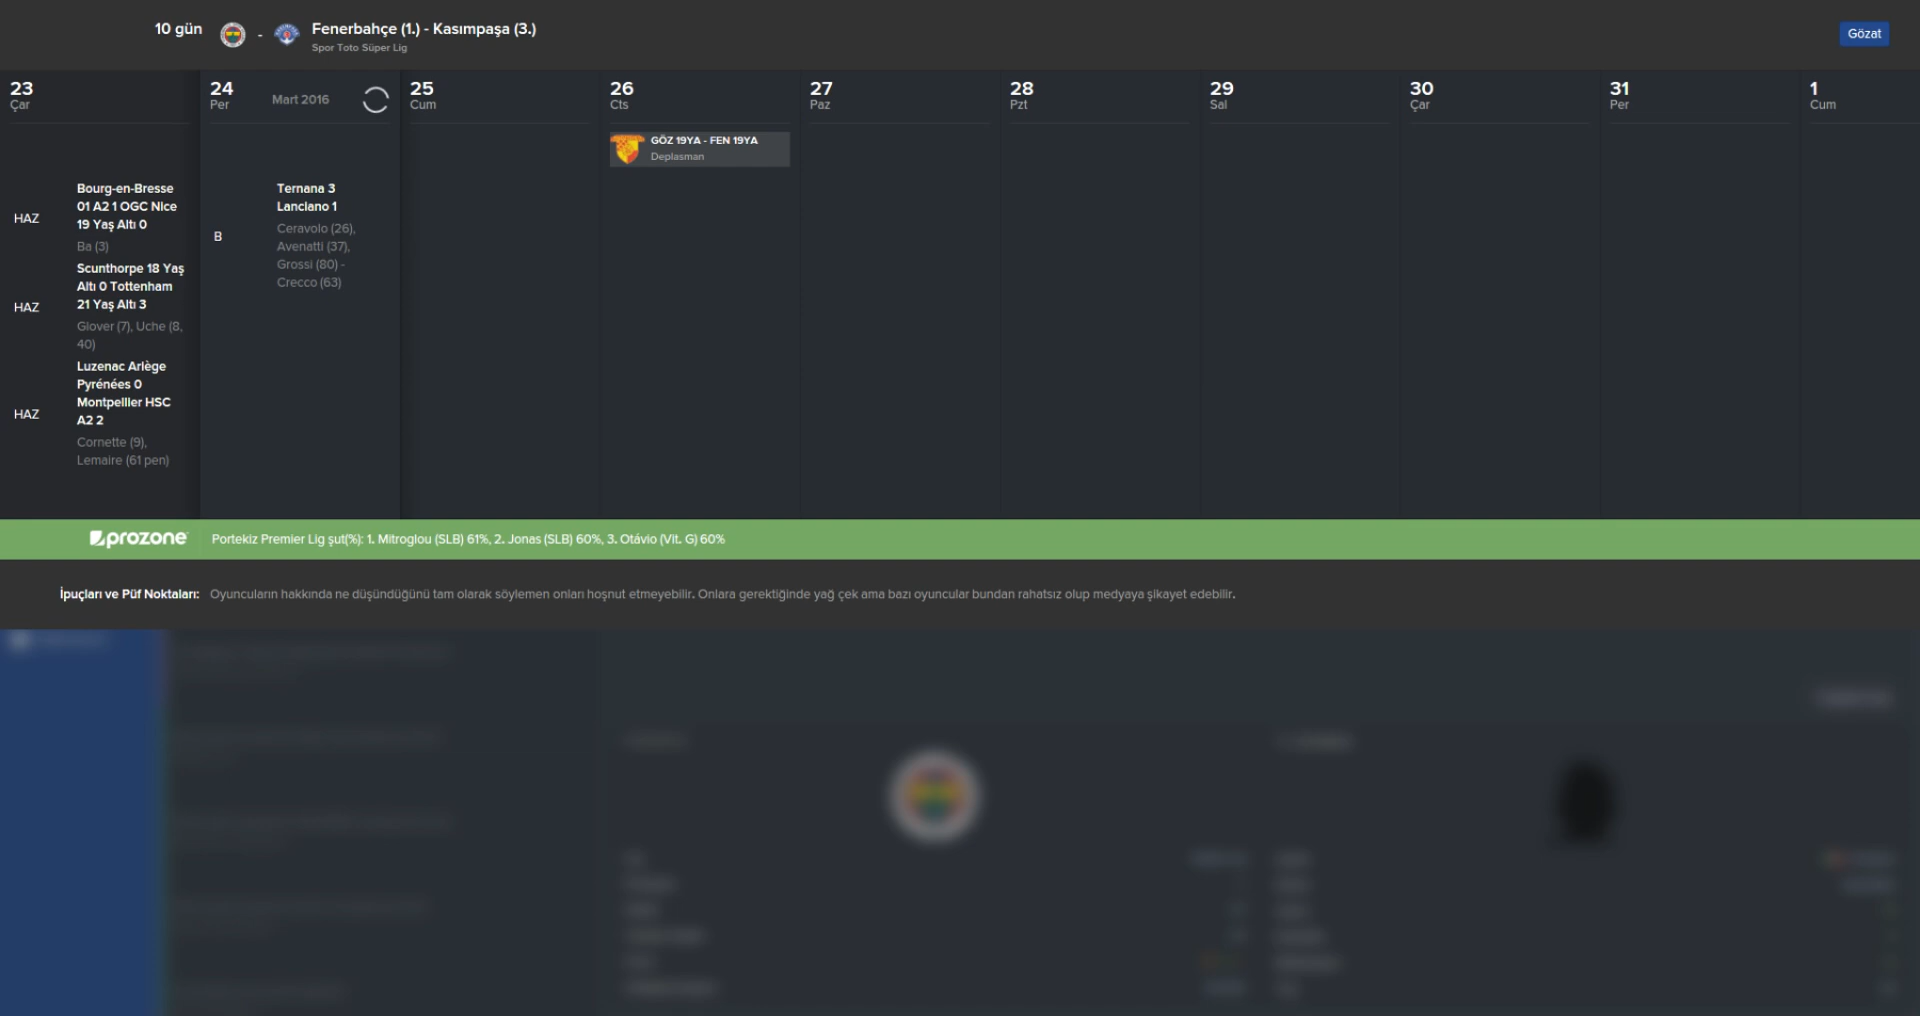 10 gün
-
Fenerbahçe (1.) - Kasımpaşa (3.)
Spor Toto Süper Lig
Gözat
23
Çar
24
Per
Mart 2016
25
Cum
26
Cts
27
Paz
28
Pzt
29
Sal
30
Çar
31
Per
1
Cum
HAZ
Bourg-en-Bresse
01 A2 1 OGC Nice
19 Yaş Altı 0
Ba (3)
HAZ
Scunthorpe 18 Yaş
Altı 0 Tottenham
21 Yaş Altı 3
Glover (7), Uche (8,
40)
HAZ
Luzenac Ariège
Pyrénées 0
Montpellier HSC
A2 2
Cornette (9),
Lemaire (61 pen)
B
Ternana 3
Lanciano 1
Ceravolo (26),
Avenatti (37),
Grossi (80) -
Crecco (63)
GÖZ 19YA - FEN 19YA
Deplasman
prozone
Portekiz Premier Lig şut(%): 1. Mitroglou (SLB) 61%, 2. Jonas (SLB) 60%, 3. Otávio (Vit. G) 60%
İpuçları ve Püf Noktaları: Oyuncuların hakkında ne düşündüğünü tam olarak söylemen onları hoşnut etmeyebilir. Onlara gerektiğinde yağ çek ama bazı oyuncular bundan rahatsız olup medyaya şikayet edebilir.